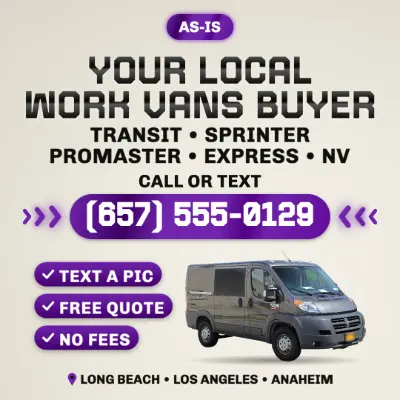 AS-IS
YOUR LOCAL
WORK VANS BUYER
TRANSIT • SPRINTER
PROMASTER • EXPRESS • NV
CALL OR TEXT
(657) 555-0129
TEXT A PIC
FREE QUOTE
NO FEES
LONG BEACH • LOS ANGELES • ANAHEIM